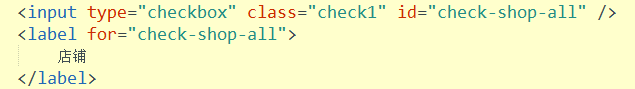 <input type="checkbox" class="check1" id="check-shop-all" />
<label for="check-shop-all">
    店铺
</label>